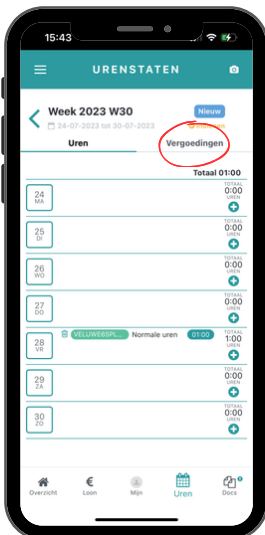 15:43
URENSTATEN
Week 2023 W30
Nieuw
24-07-2023 tot 30-07-2023
Uren
Vergoedingen
Totaal 01:00
24
MA
TOTAAL
0:00
UREN
25
DI
TOTAAL
0:00
UREN
26
WO
TOTAAL
0:00
UREN
27
DO
TOTAAL
0:00
UREN
28
VR
VELUWEBSPL...
Normale uren
01:00
TOTAAL
1:00
UREN
29
ZA
TOTAAL
0:00
UREN
30
ZO
TOTAAL
0:00
UREN
Overzicht
Loon
Mijn
Uren
Docs